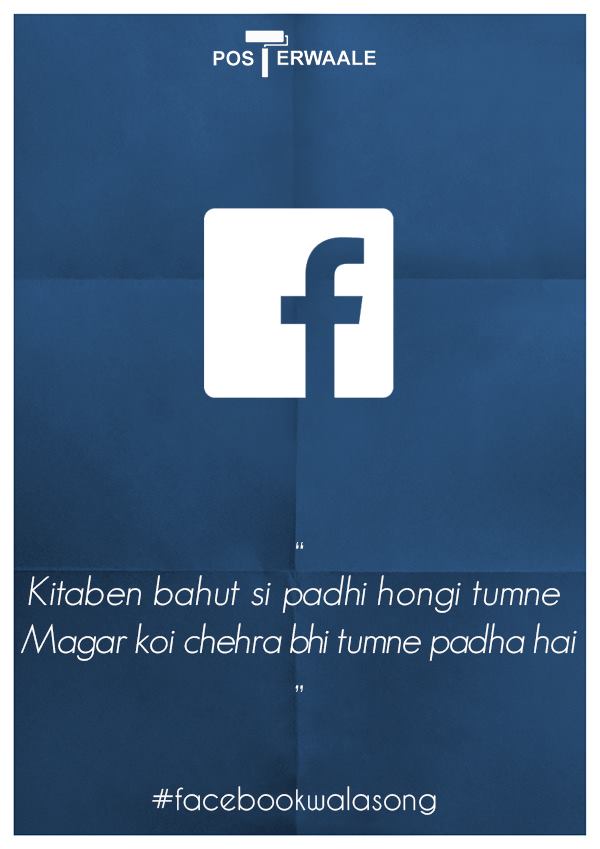 POSTERWAALE
f
“
Kitaben bahut si padhi hongi tumne
Magar koi chehra bhi tumne padha hai
”
#facebookwalasong